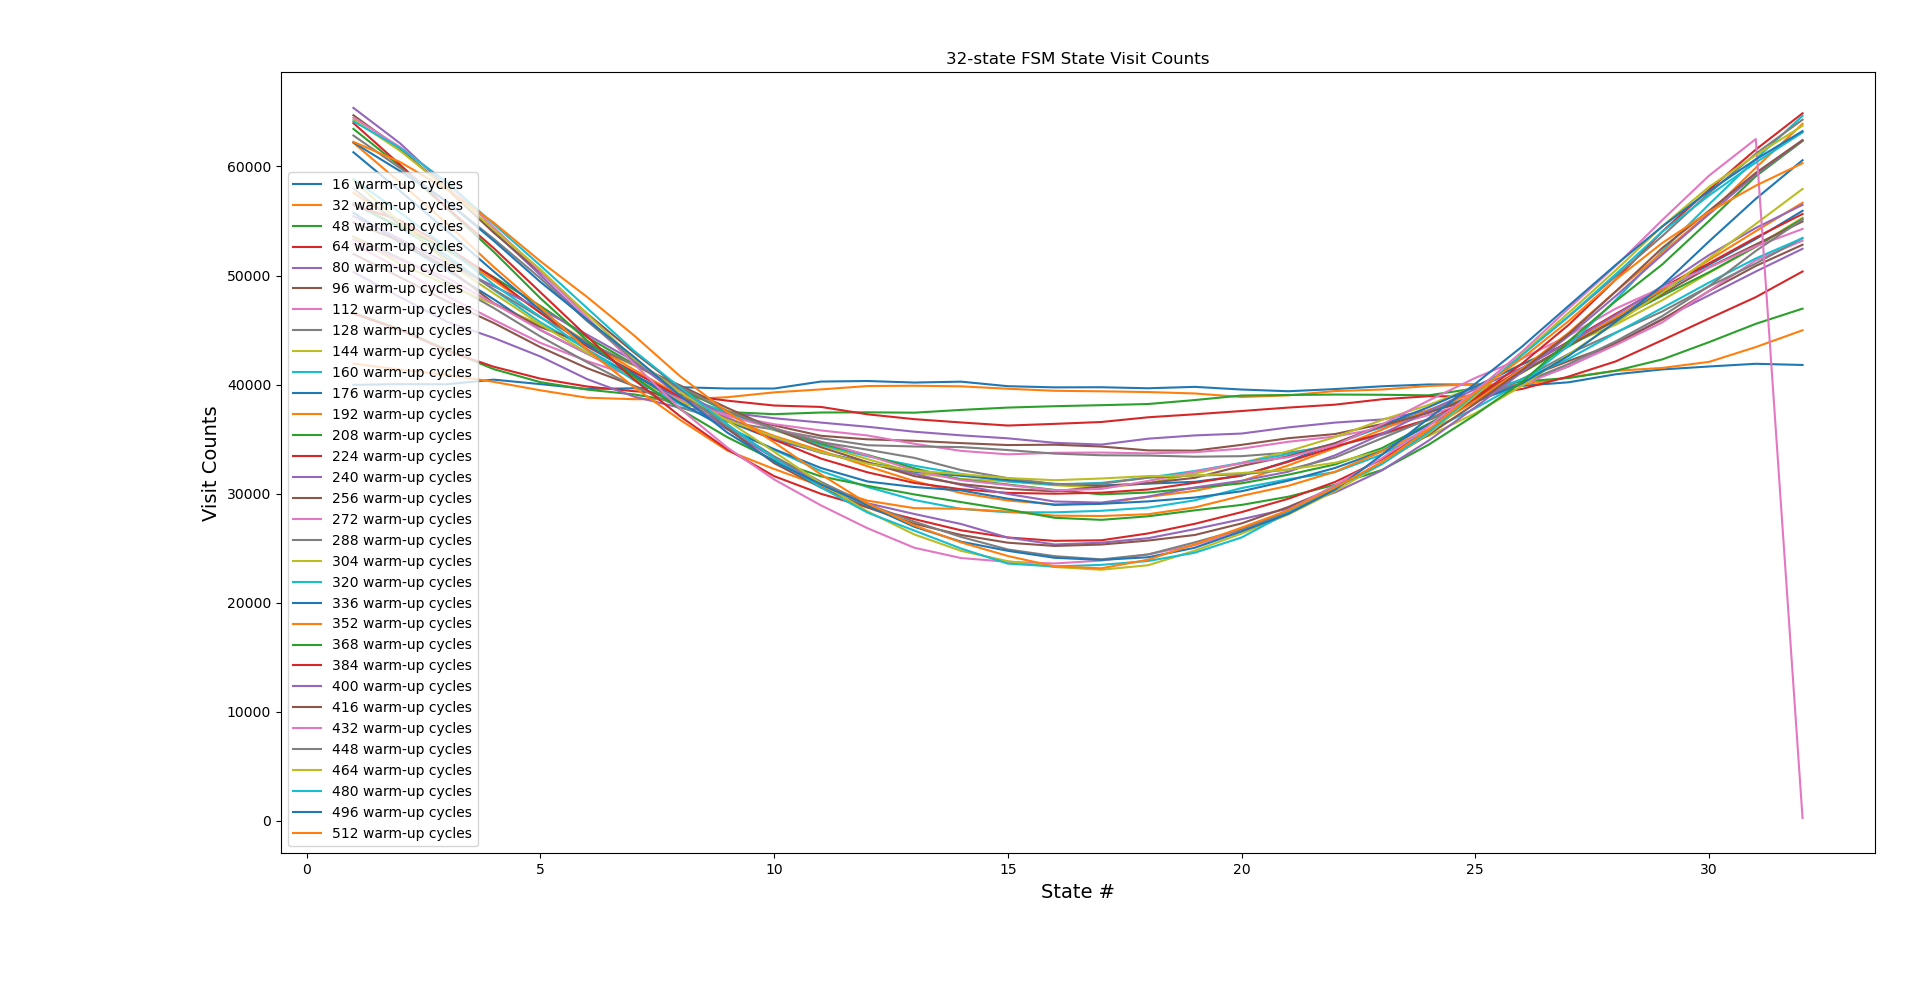 32-state FSM State Visit Counts
Visit Counts
60000
50000
40000
30000
20000
10000
0
16 warm-up cycles
32 warm-up cycles
48 warm-up cycles
64 warm-up cycles
80 warm-up cycles
96 warm-up cycles
112 warm-up cycles
128 warm-up cycles
144 warm-up cycles
160 warm-up cycles
176 warm-up cycles
192 warm-up cycles
208 warm-up cycles
224 warm-up cycles
240 warm-up cycles
256 warm-up cycles
272 warm-up cycles
288 warm-up cycles
304 warm-up cycles
320 warm-up cycles
336 warm-up cycles
352 warm-up cycles
368 warm-up cycles
384 warm-up cycles
400 warm-up cycles
416 warm-up cycles
432 warm-up cycles
448 warm-up cycles
464 warm-up cycles
480 warm-up cycles
496 warm-up cycles
512 warm-up cycles
0 5 10 15 20 25 30
State #